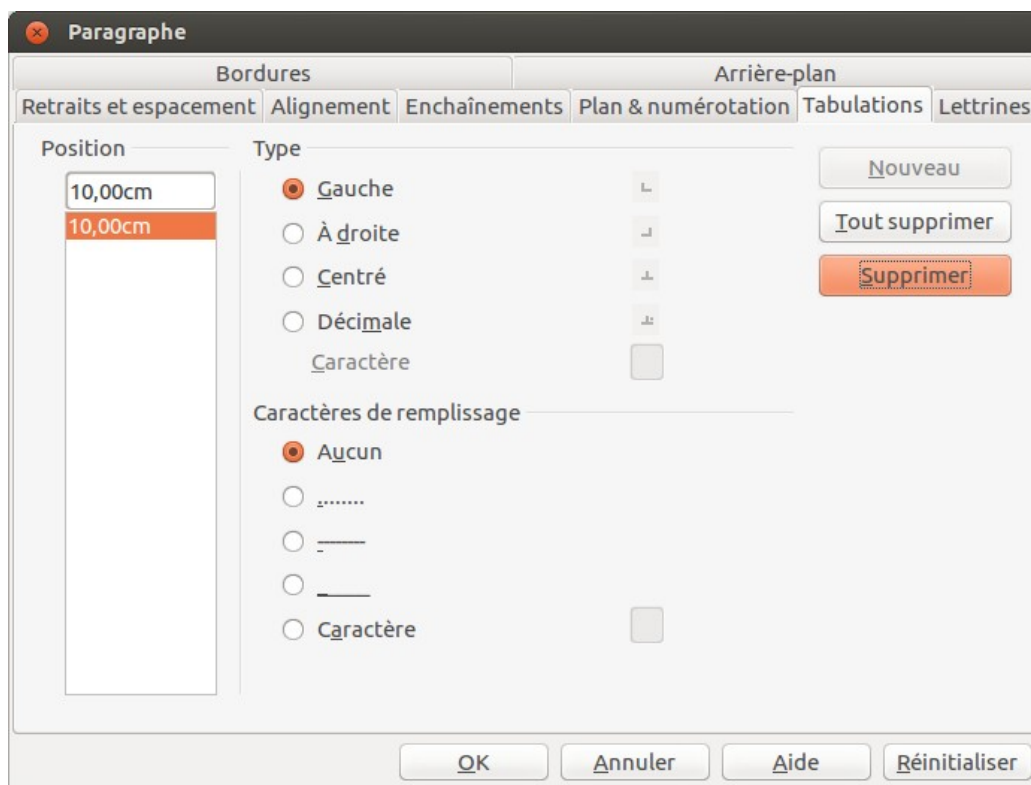 Paragraphe
Bordures Arrière-plan
Retraits et espacement Alignement Enchaînements Plan & numérotation Tabulations Lettrines
Position
10,00cm
10,00cm
Type
Gauche
À droite
Centré
Décimale
Caractère
Caractères de remplissage
Aucun
........
--------
_______
Caractère
Nouveau
Tout supprimer
Supprimer
OK Annuler Aide Réinitialiser